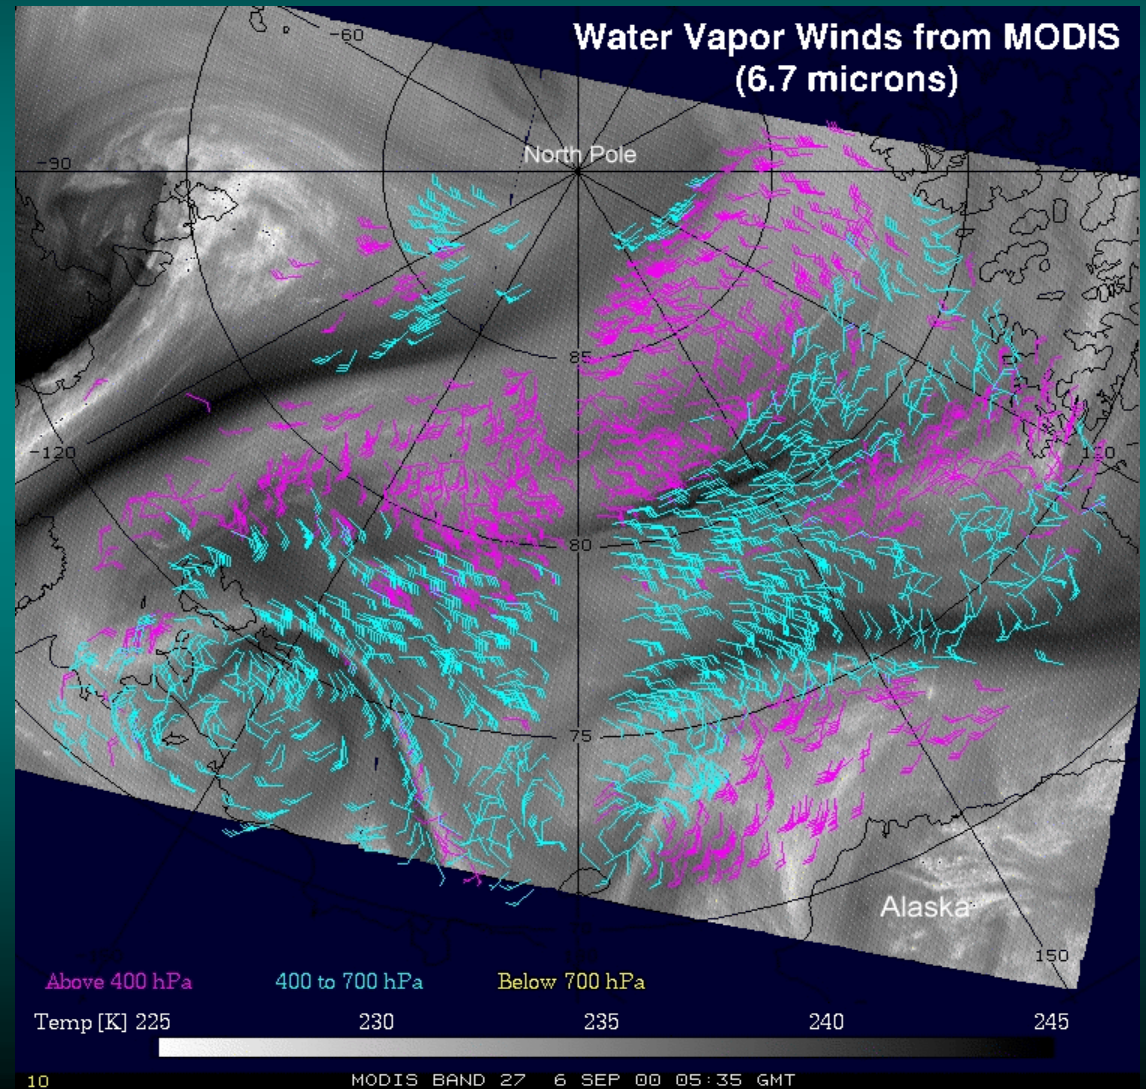 Water Vapor Winds from MODIS
(6.7 microns)
-60
North Pole
-90
85
-120
120
80
75
Alaska
150
Above 400 hPa 400 to 700 hPa Below 700 hPa
Temp [K] 225 230 235 240 245
10 MODIS BAND 27 6 SEP 00 05:35 GMT